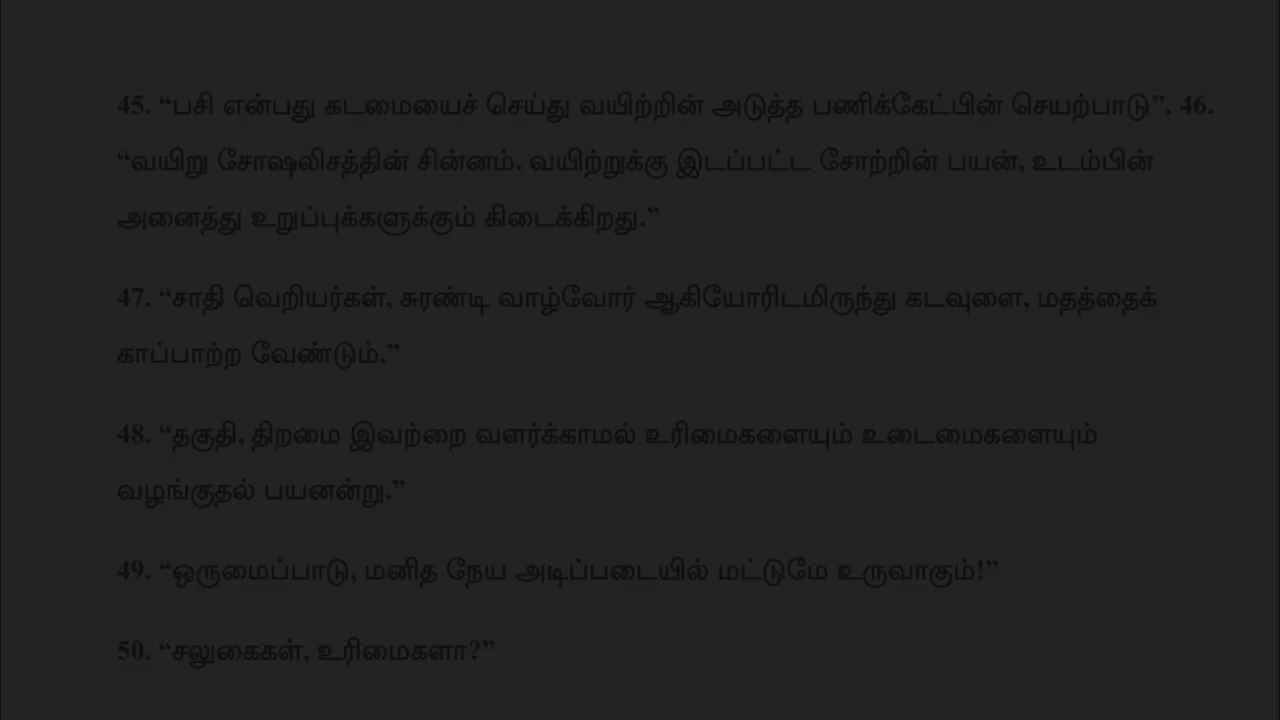 45. “பசி என்பது கடமையைச் செய்து வயிற்றின் அடுத்த பணிக்கேட்பின் செயற்பாடு”. 46.
“வயிறு சோஷலிசத்தின் சின்னம். வயிற்றுக்கு இடப்பட்ட சோற்றின் பயன், உடம்பின்
அனைத்து உறுப்புக்களுக்கும் கிடைக்கிறது.”
47. “சாதி வெறியர்கள், சுரண்டி வாழ்வோர் ஆகியோரிடமிருந்து கடவுளை, மதத்தைக்
காப்பாற்ற வேண்டும்.”
48. “தகுதி, திறமை இவற்றை வளர்க்காமல் உரிமைகளையும் உடைமைகளையும்
வழங்குதல் பயனன்று.”
49. “ஒருமைப்பாடு, மனித நேய அடிப்படையில் மட்டுமே உருவாகும்!”
50. “சலுகைகள், உரிமைகளா?”